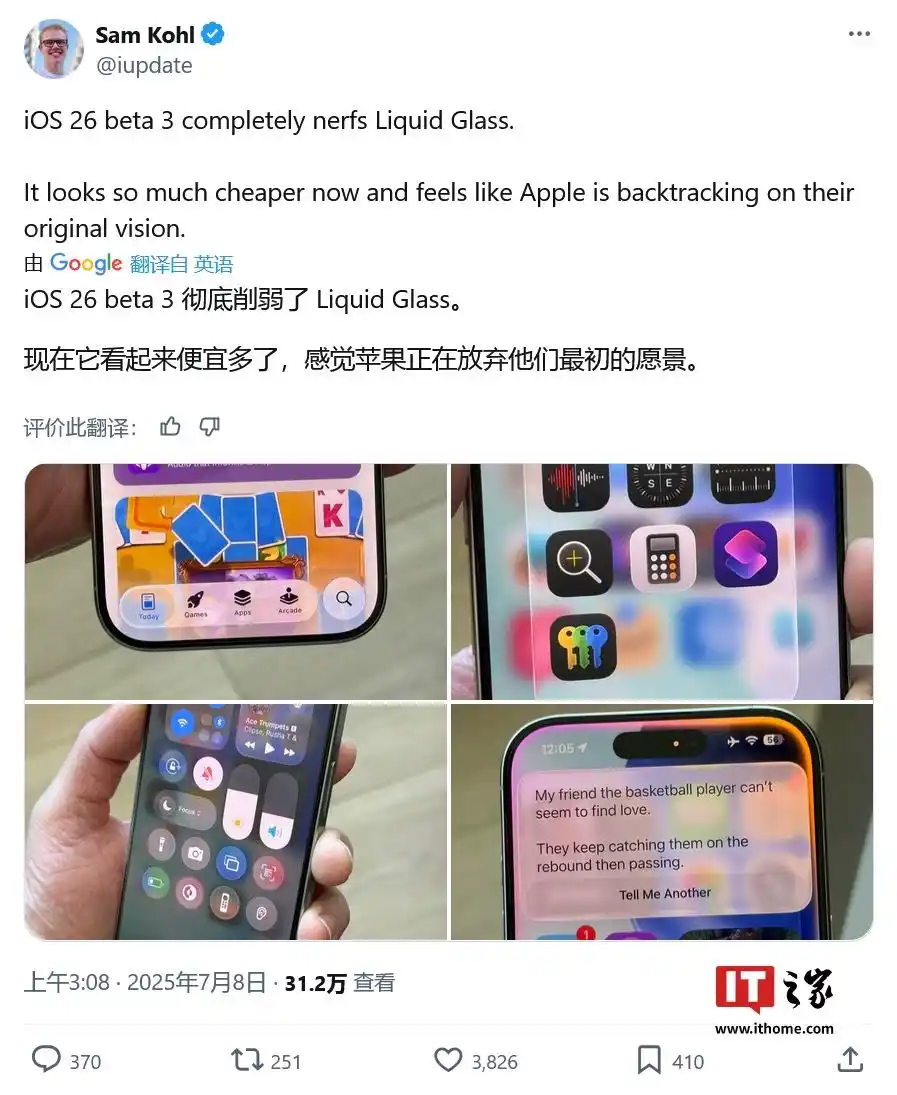 Sam Kohl
@iupdate
iOS 26 beta 3 completely nerfs Liquid Glass.
It looks so much cheaper now and feels like Apple is backtracking on their
original vision.
由 Google 翻译自 英语
iOS 26 beta 3 彻底削弱了 Liquid Glass。
现在它看起来便宜多了，感觉苹果正在放弃他们最初的愿景。
评价此翻译：
K
Today
Games
Apps
Arcade
W N
S E
Ace Trumpets E
Clipse, Pusha T &
Focus
12:05
56
My friend the basketball player can't
seem to find love.
They keep catching them on the
rebound then passing.
Tell Me Another
1
上午3:08 · 2025年7月8日 · 31.2万 查看
IT之家
www.ithome.com
370
251
3,826
410